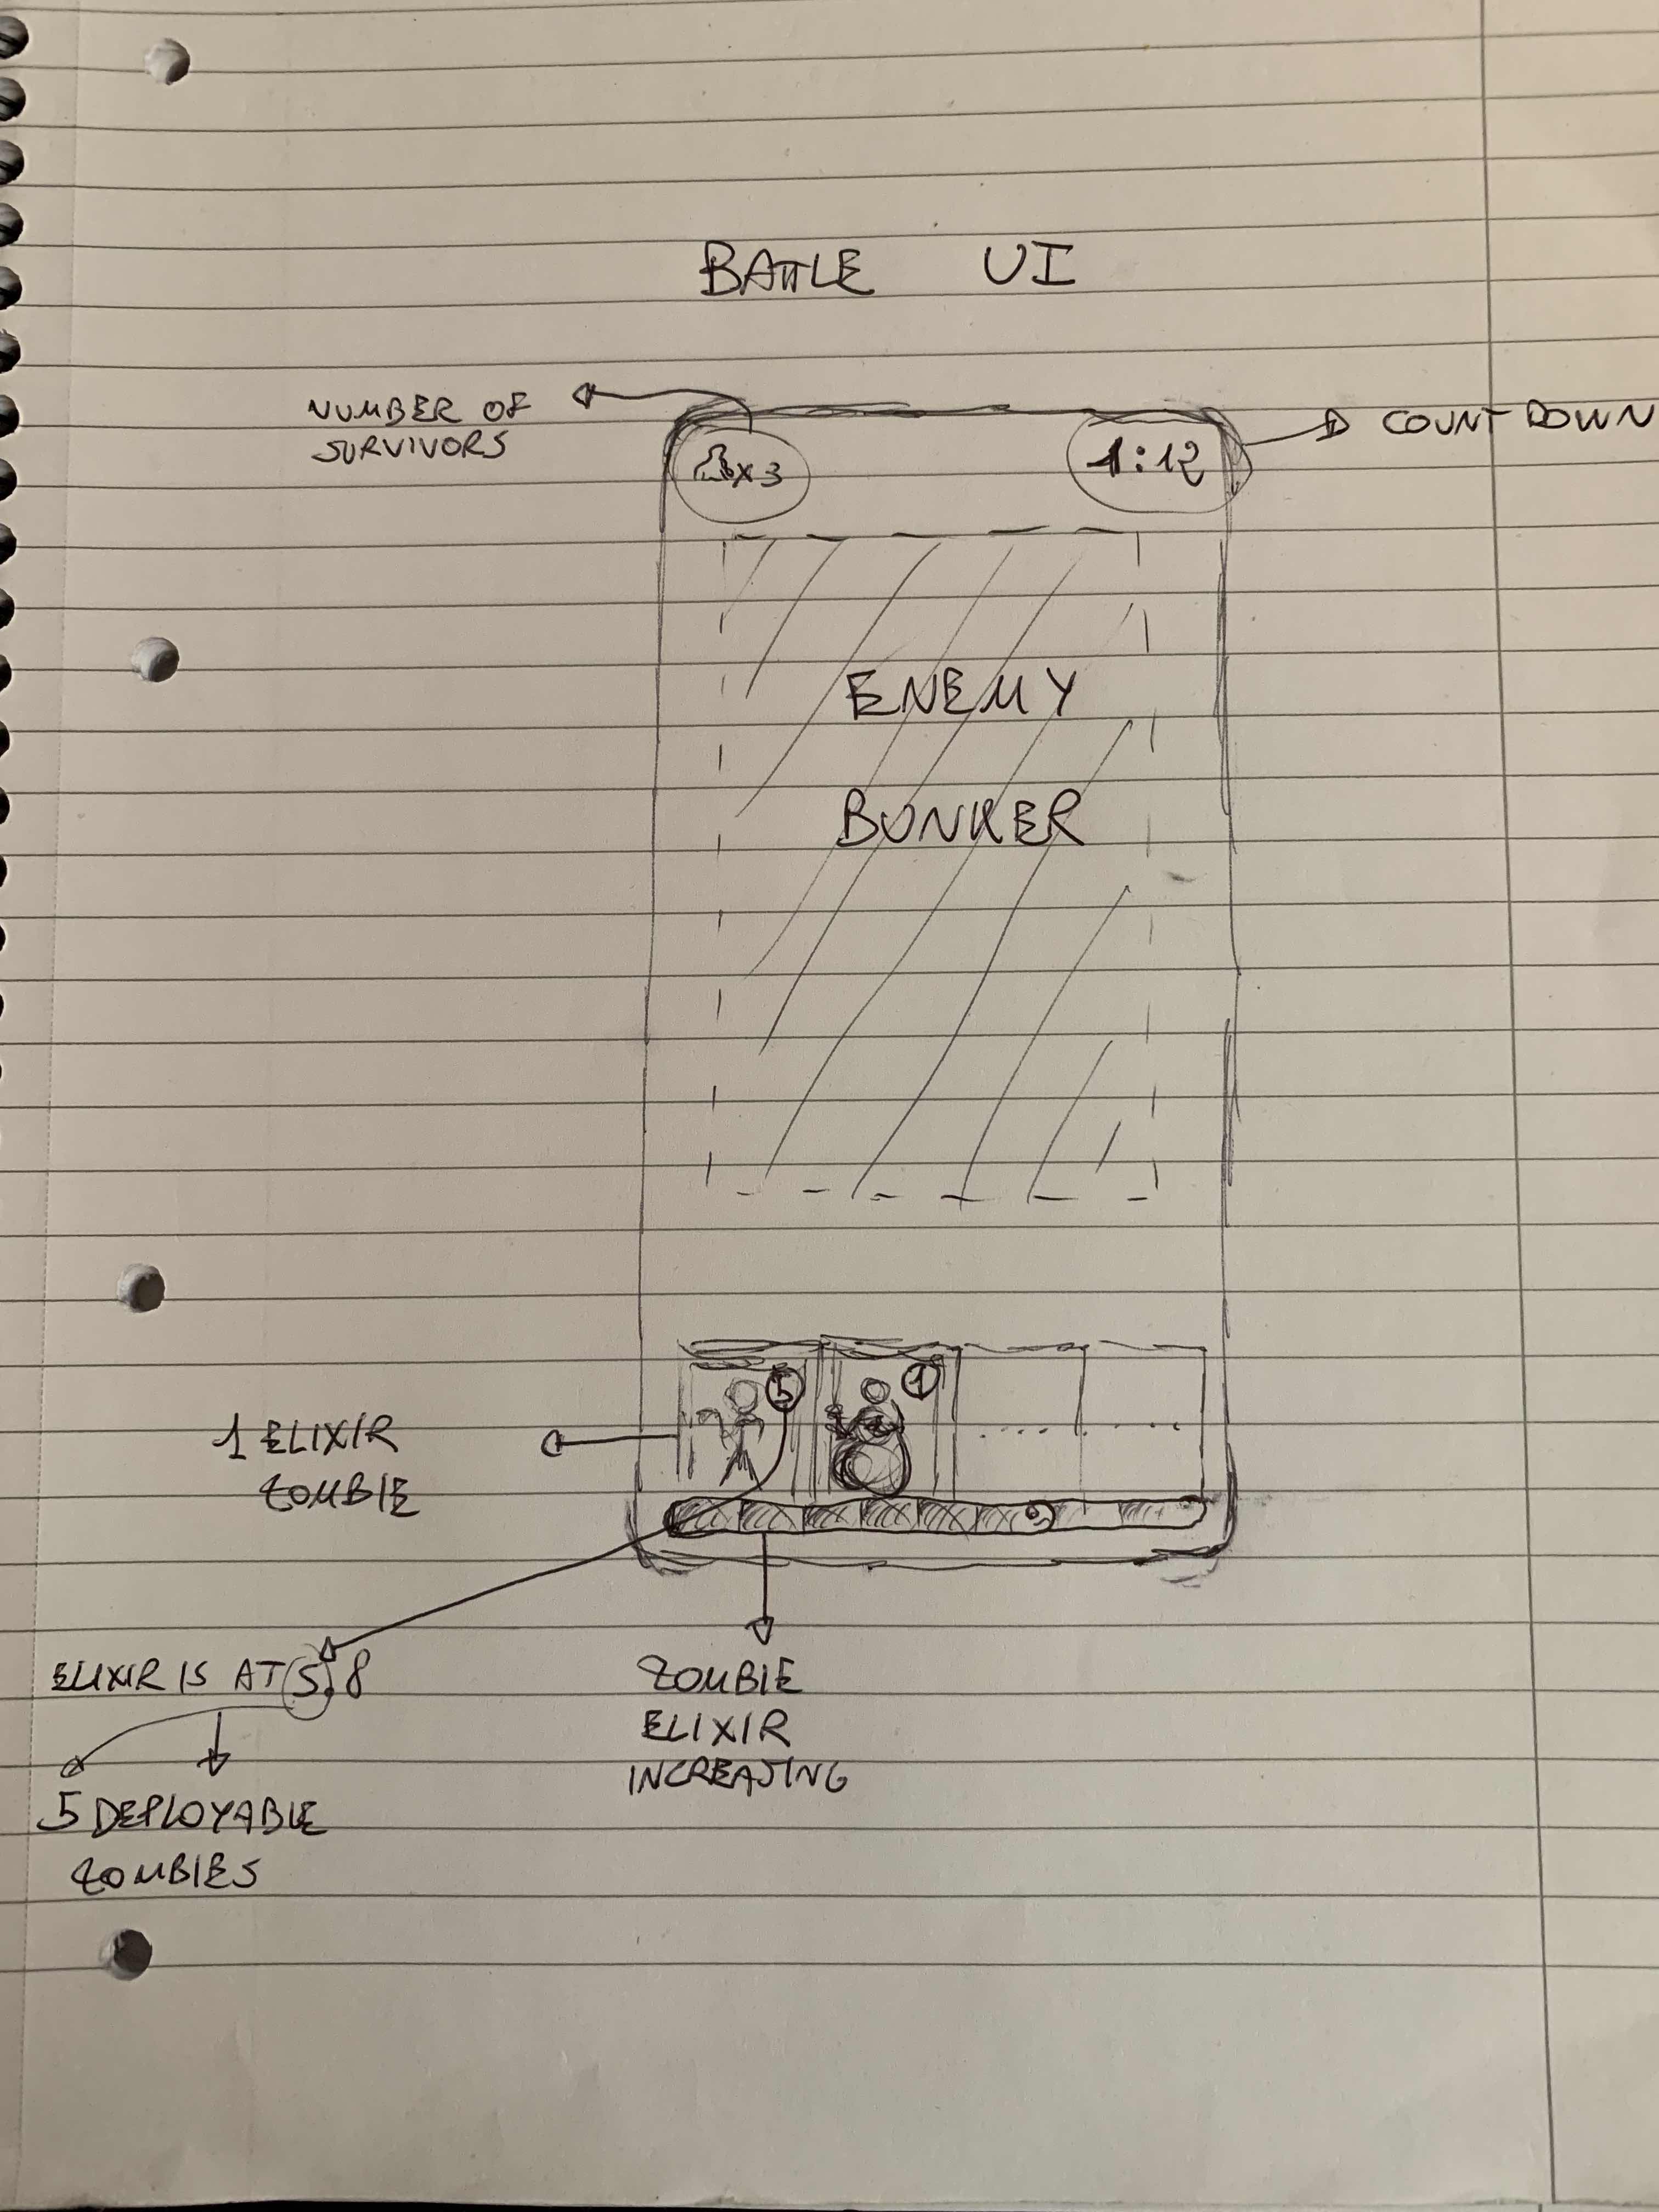 BATTLE UI
NUMBER OF
SURVIVORS
COUNT DOWN
x3
1:12
ENEMY
BUNKER
5
1
1 ELIXIR
ZOMBIE
.... . ....
ELIXIR IS AT 5.8
5 DEPLOYABLE
ZOMBIES
ZOMBIE
ELIXIR
INCREASING